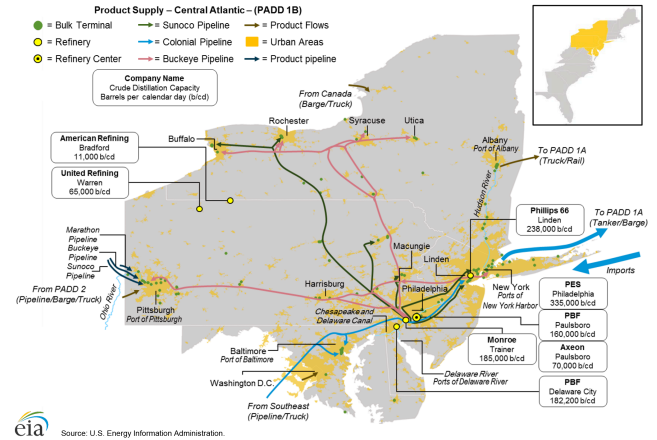 Product Supply – Central Atlantic – (PADD 1B)
= Bulk Terminal
= Sunoco Pipeline
= Product Flows
= Refinery
= Colonial Pipeline
= Urban Areas
= Refinery Center
= Buckeye Pipeline
= Product pipeline
Company Name
Crude Distillation Capacity
Barrels per calendar day (b/cd)
From Canada
(Barge/Truck)
Rochester
Syracuse
Utica
Buffalo
American Refining
Bradford
11,000 b/cd
Albany
Port of Albany
To PADD 1A
(Truck/Rail)
United Refining
Warren
65,000 b/cd
Hudson River
Phillips 66
Linden
238,000 b/cd
To PADD 1A
(Tanker/Barge)
Marathon
Pipeline
Buckeye
Pipeline
Sunoco
Pipeline
Macungie
Linden
Imports
From PADD 2
(Pipeline/Barge/Truck)
Ohio River
Pittsburgh
Port of Pittsburgh
Harrisburg
Philadelphia
New York
Ports of
New York Harbor
Chesapeake and
Delaware Canal
PES
Philadelphia
335,000 b/cd
PBF
Paulsboro
160,000 b/cd
Monroe
Trainer
185,000 b/cd
Axeon
Paulsboro
70,000 b/cd
Baltimore
Port of Baltimore
Delaware River
Ports of Delaware River
PBF
Delaware City
182,200 b/cd
Washington D.C.
From Southeast
(Pipeline/Truck)
eia
Source: U.S. Energy Information Administration.